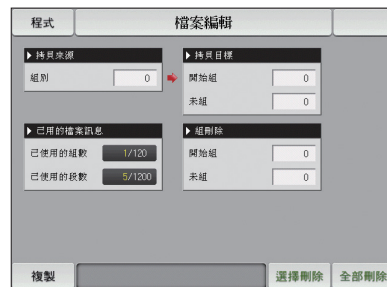 程式
檔案編輯
▶ 拷貝來源
組別 0
▶ 拷貝目標
開始組 0
末組 0
▶ 已用的檔案訊息
已使用的組數 1/120
已使用的段數 5/1200
▶ 組刪除
開始組 0
末組 0
複製
選擇刪除
全部刪除